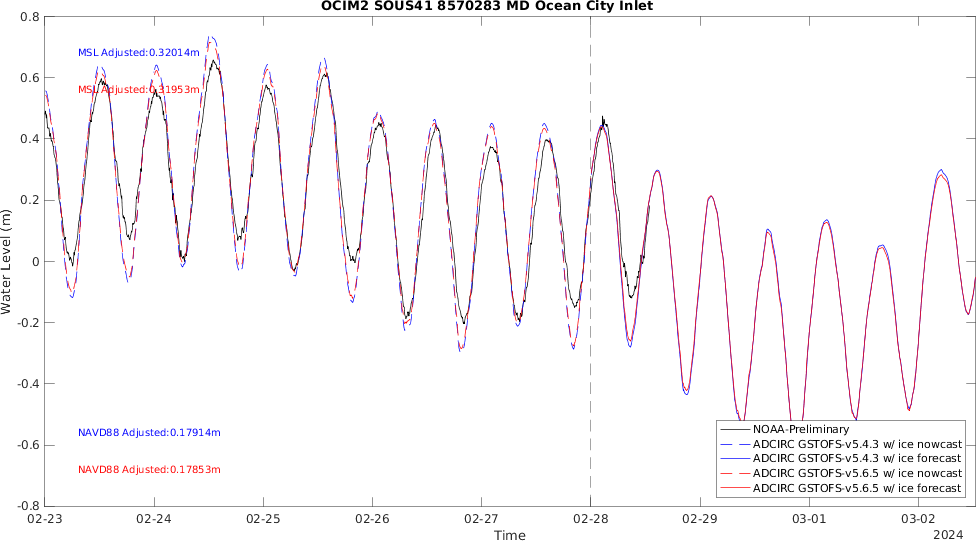 OCIM2 SOUS41 8570283 MD Ocean City Inlet
0.8
0.6
0.4
0.2
0
-0.2
-0.4
-0.6
-0.8
Water Level (m)
MSL Adjusted:0.32014m
MSL Adjusted:0.31953m
NAVD88 Adjusted:0.17914m
NAVD88 Adjusted:0.17853m
NOAA-Preliminary
ADCIRC GSTOFS-v5.4.3 w/ ice nowcast
ADCIRC GSTOFS-v5.4.3 w/ ice forecast
ADCIRC GSTOFS-v5.6.5 w/ ice nowcast
ADCIRC GSTOFS-v5.6.5 w/ ice forecast
02-23 02-24 02-25 02-26 02-27 02-28 02-29 03-01 03-02
Time
2024